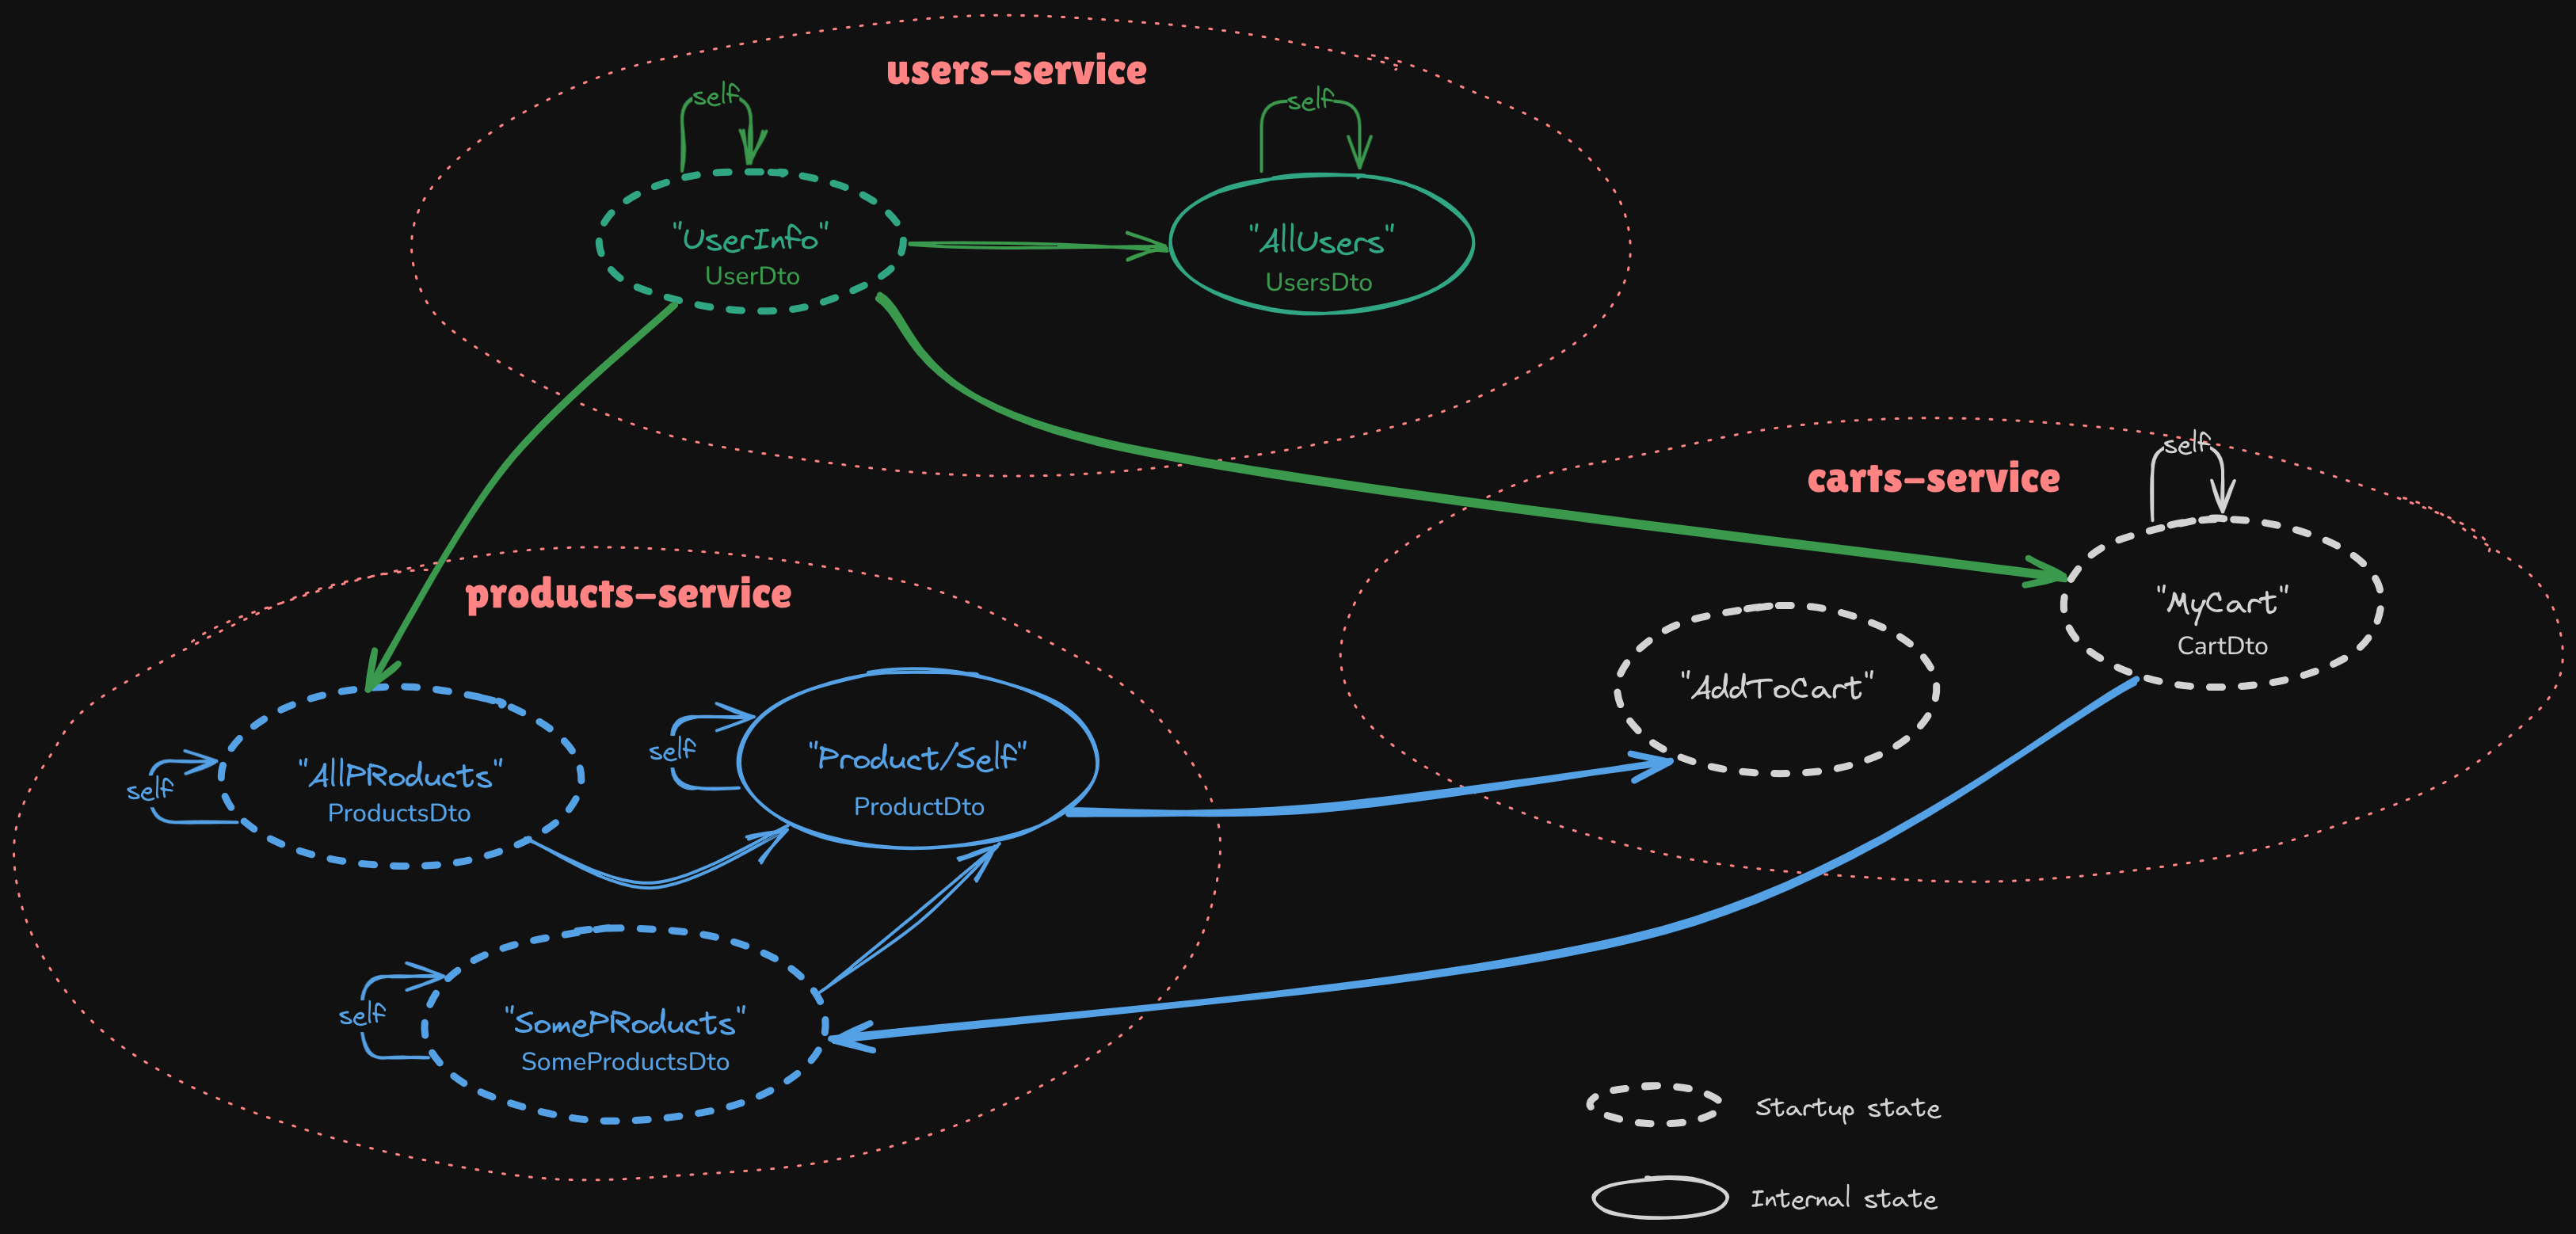 users-service
self
self
"UserInfo"
UserDto
"AllUsers"
UsersDto
carts-service
self
"MyCart"
CartDto
"AddToCart"
products-service
self
"AllPRoducts"
ProductsDto
self
"Product/Self"
ProductDto
self
"SomePRoducts"
SomeProductsDto
Startup state
Internal state